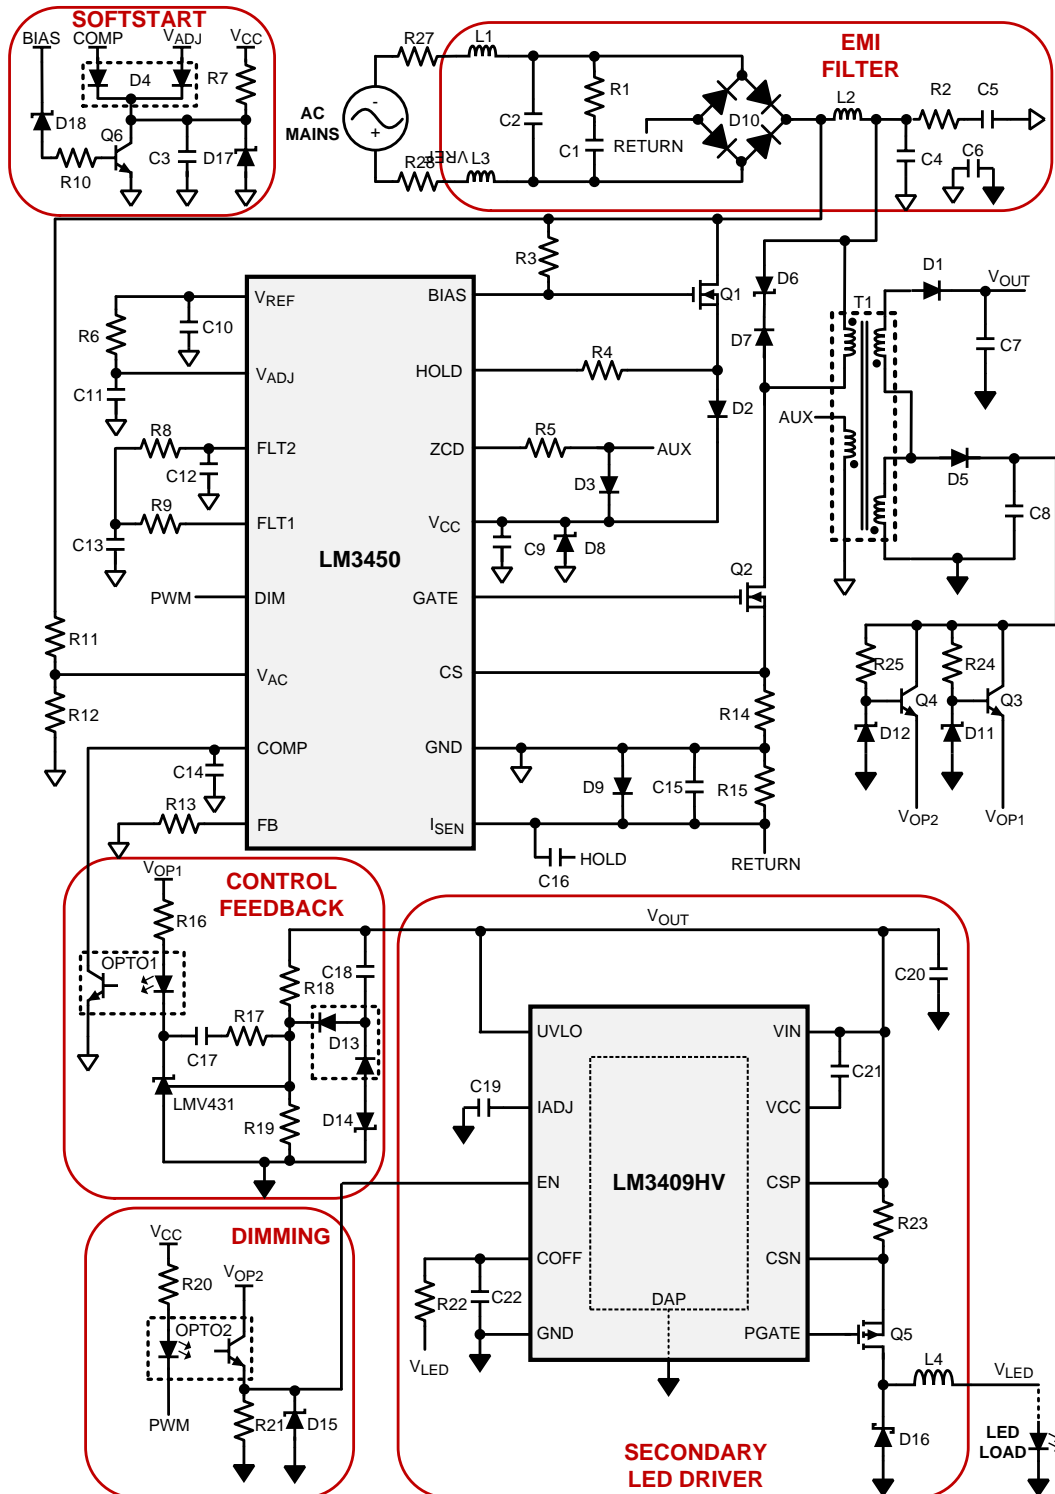 SOFTSTART
BIAS
COMP
VADJ
VCC
D4
R7
D18
Q6
R10
C3
D17
R27
L1
EMI
FILTER
AC
MAINS
-
+
R1
C2
C1
D10
RETURN
L2
R2
C5
C4
C6
R28
VREF
L3
R3
D6
Q1
D7
D1
VOUT
T1
C7
VREF
BIAS
C10
R6
R4
VADJ
HOLD
C11
D2
AUX
R8
FLT2
ZCD
R5
AUX
C12
D3
D5
R9
FLT1
VCC
C13
C9
D8
C8
LM3450
Q2
PWM
DIM
GATE
R11
VAC
CS
R25
R24
R12
R14
Q4
Q3
D12
D11
COMP
GND
C14
D9
C15
R15
R13
FB
ISEN
VOP2
VOP1
C16
HOLD
RETURN
VOP1
CONTROL
FEEDBACK
R16
VOUT
OPTO1
C18
R18
C20
R17
C17
D13
UVLO
VIN
C21
LMV431
C19
IADJ
VCC
R19
D14
EN
LM3409HV
CSP
R23
DIMMING
VCC
VOP2
R20
COFF
CSN
R22
C22
DAP
OPTO2
GND
PGATE
Q5
VLED
L4
VLED
PWM
R21
D15
D16
LED
LOAD
SECONDARY
LED DRIVER